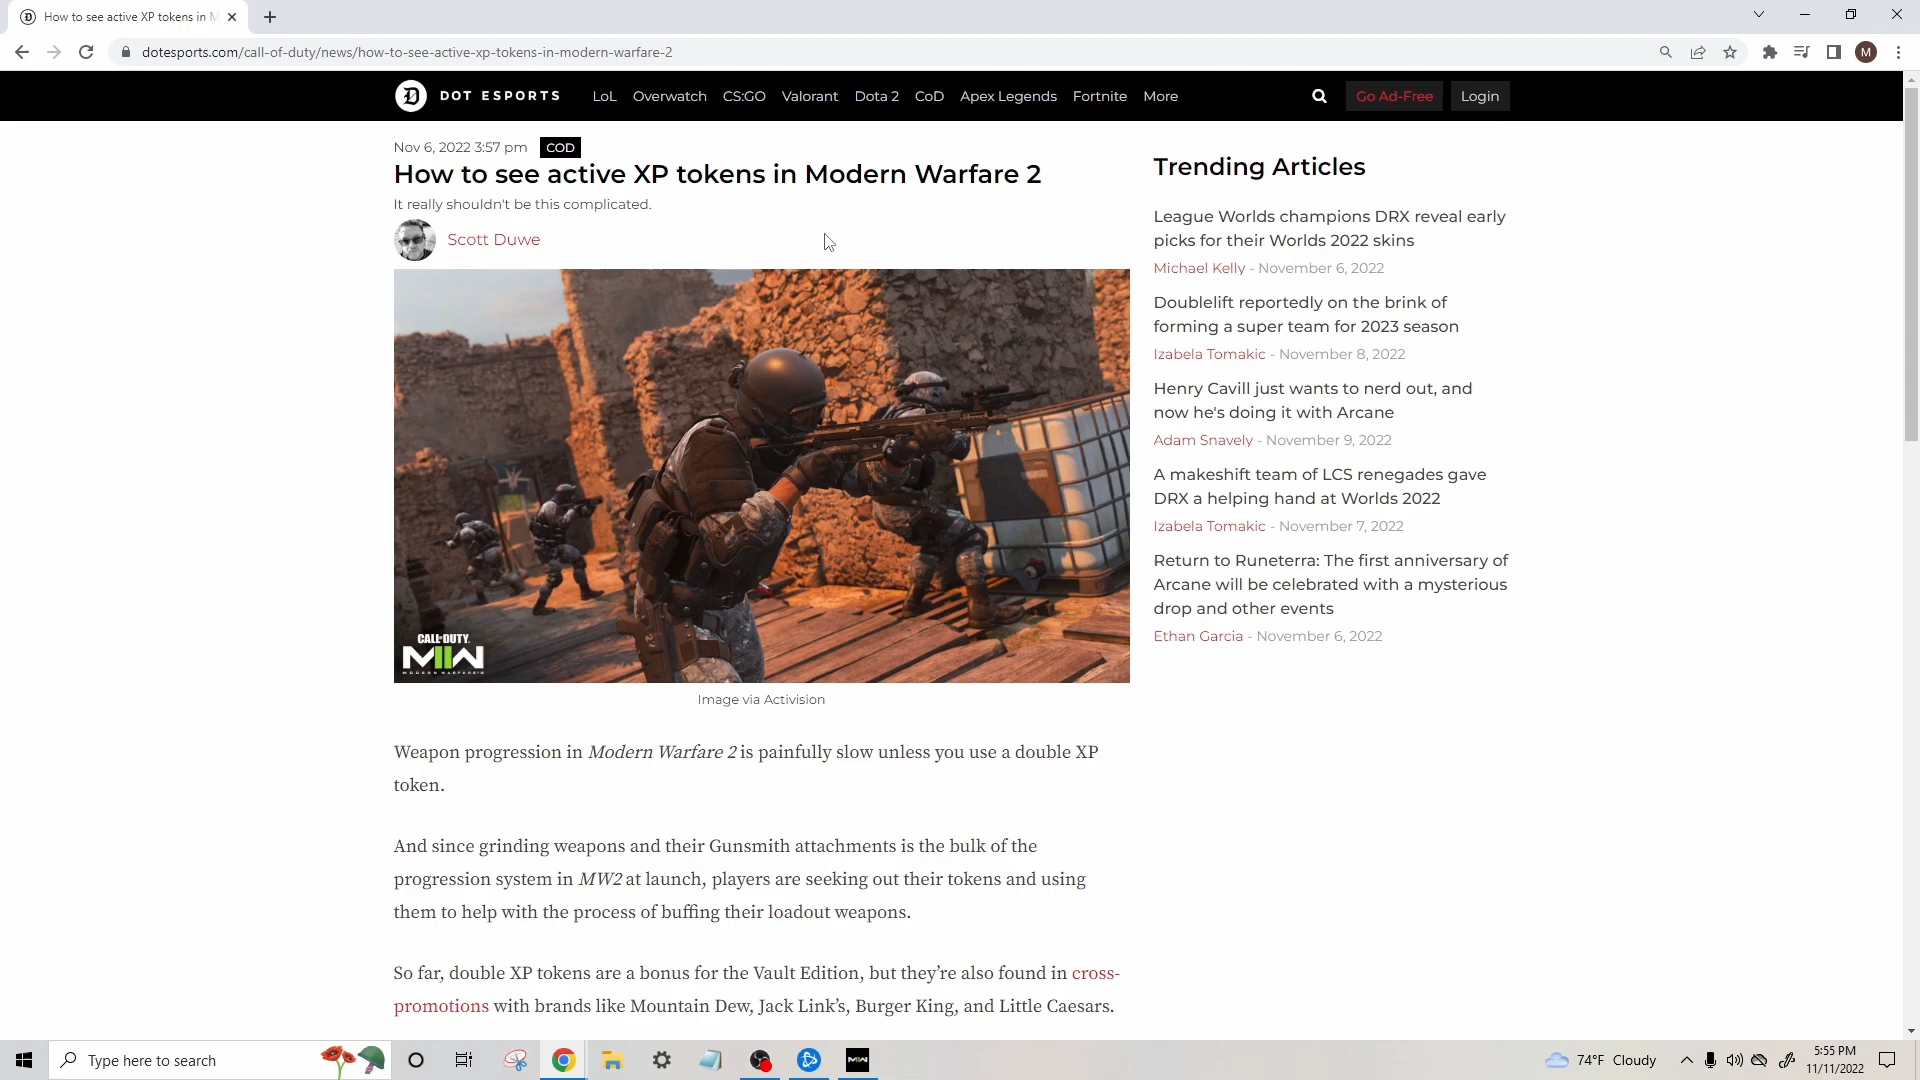 How to see active XP tokens in M
dotesports.com/call-of-duty/news/how-to-see-active-xp-tokens-in-modern-warfare-2
M
DOT ESPORTS
LoL Overwatch CS:GO Valorant Dota 2 CoD Apex Legends Fortnite More
Go Ad-Free Login
Nov 6, 2022 3:57 pm COD
How to see active XP tokens in Modern Warfare 2
It really shouldn't be this complicated.
Scott Duwe
CALL OF DUTY
MWII
MODERN WARFARE II
Image via Activision
Weapon progression in Modern Warfare 2 is painfully slow unless you use a double XP
token.
And since grinding weapons and their Gunsmith attachments is the bulk of the
progression system in MW2 at launch, players are seeking out their tokens and using
them to help with the process of buffing their loadout weapons.
So far, double XP tokens are a bonus for the Vault Edition, but they’re also found in cross-
promotions with brands like Mountain Dew, Jack Link’s, Burger King, and Little Caesars.
Trending Articles
League Worlds champions DRX reveal early
picks for their Worlds 2022 skins
Michael Kelly - November 6, 2022
Doublelift reportedly on the brink of
forming a super team for 2023 season
Izabela Tomakic - November 8, 2022
Henry Cavill just wants to nerd out, and
now he's doing it with Arcane
Adam Snavely - November 9, 2022
A makeshift team of LCS renegades gave
DRX a helping hand at Worlds 2022
Izabela Tomakic - November 7, 2022
Return to Runeterra: The first anniversary of
Arcane will be celebrated with a mysterious
drop and other events
Ethan Garcia - November 6, 2022
Type here to search
74°F Cloudy
5:55 PM
11/11/2022